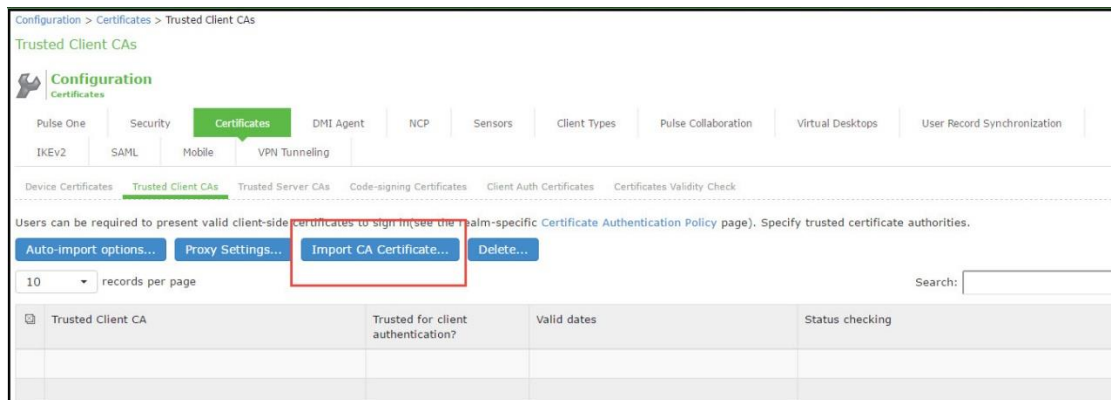 Configuration > Certificates > Trusted Client CAs
Trusted Client CAs
Configuration
Certificates
Pulse One Security Certificates DMI Agent NCP Sensors Client Types Pulse Collaboration Virtual Desktops User Record Synchronization
IKEv2 SAML Mobile VPN Tunneling
Device Certificates Trusted Client CAs Trusted Server CAs Code-signing Certificates Client Auth Certificates Certificates Validity Check
Users can be required to present valid client-side certificates to sign in(see the realm-specific Certificate Authentication Policy page). Specify trusted certificate authorities.
Auto-import options... Proxy Settings... Import CA Certificate... Delete...
10 records per page Search:
Trusted Client CA Trusted for client Valid dates Status checking
authentication?